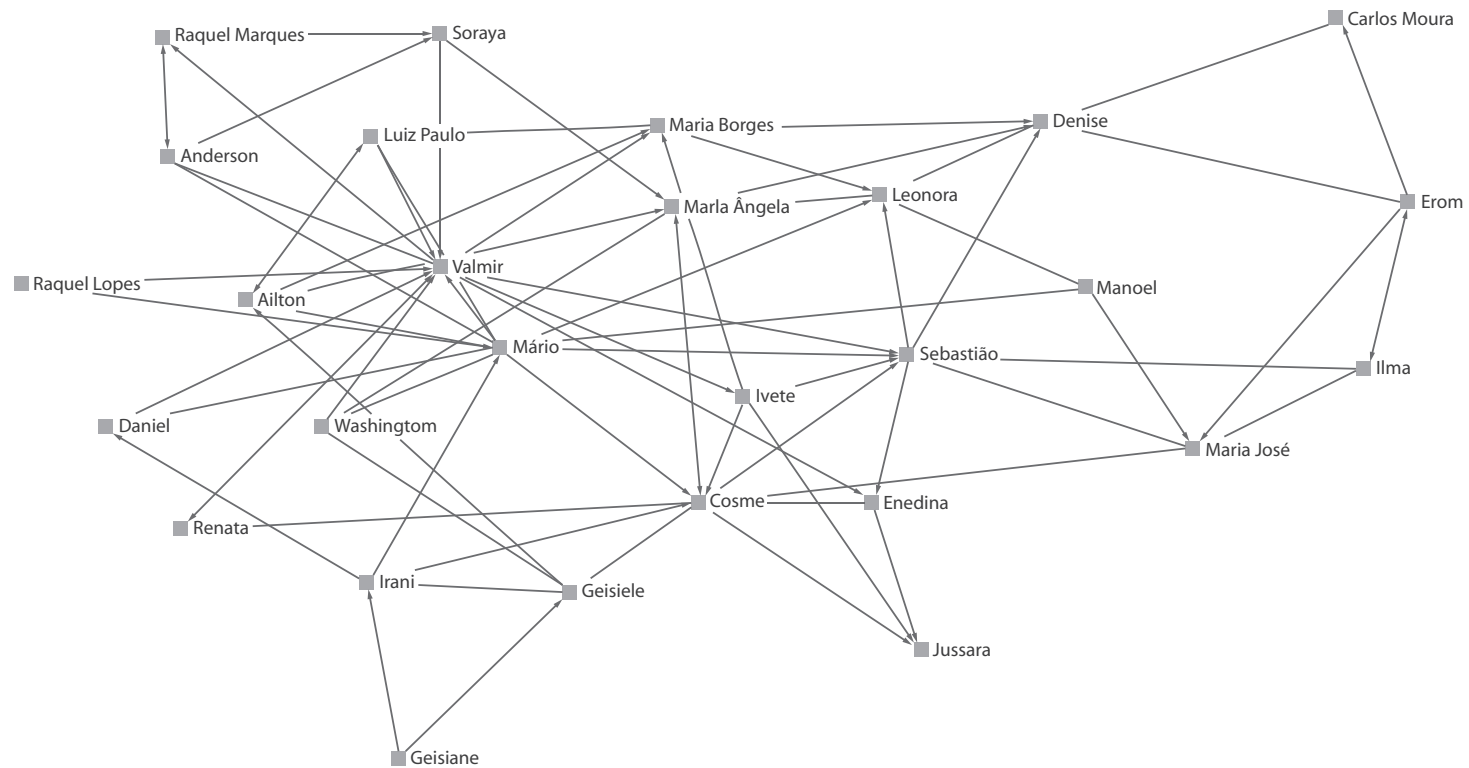 Carlos Moura
Raquel Marques
Soraya
Denise
Maria Borges
Luiz Paulo
Anderson
Leonora
Erom
Marla Ângela
Valmir
Raquel Lopes
Manoel
Ailton
Mário
Sebastião
Ilma
Ivete
Daniel
Washingtom
Maria José
Cosme
Enedina
Renata
Irani
Geisiele
Jussara
Geisiane